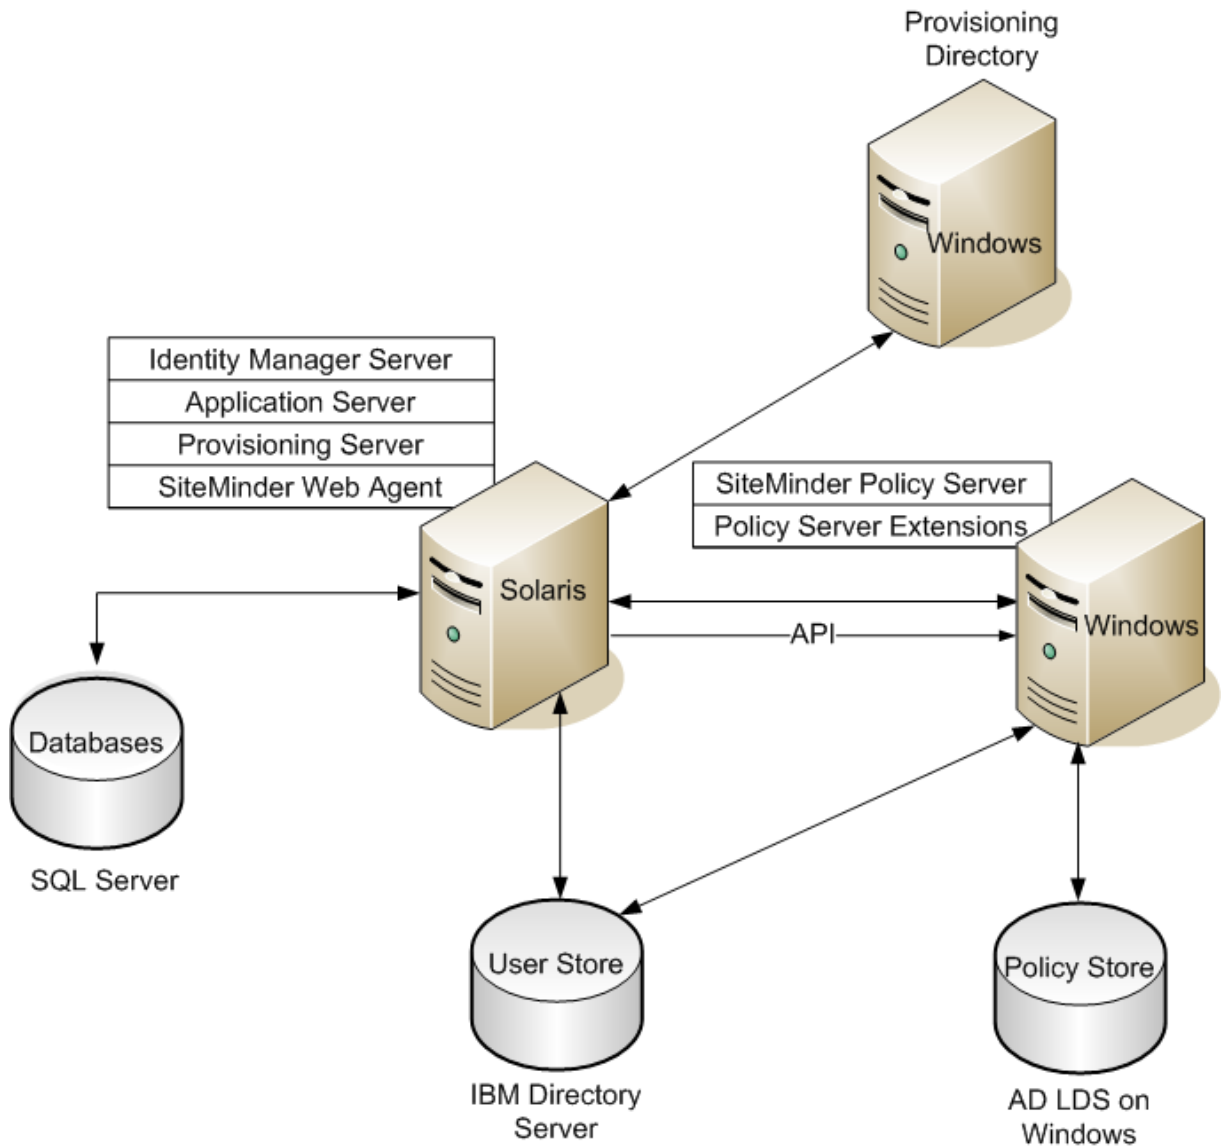 Provisioning
Directory
Windows
Identity Manager Server
Application Server
Provisioning Server
SiteMinder Web Agent
SiteMinder Policy Server
Policy Server Extensions
Solaris
API
Windows
Databases
SQL Server
User Store
IBM Directory
Server
Policy Store
AD LDS on
Windows